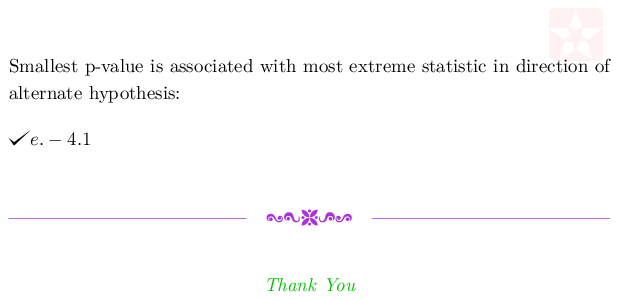 Smallest p-value is associated with most extreme statistic in direction of
alternate hypothesis:
✓e. − 4.1
Thank You